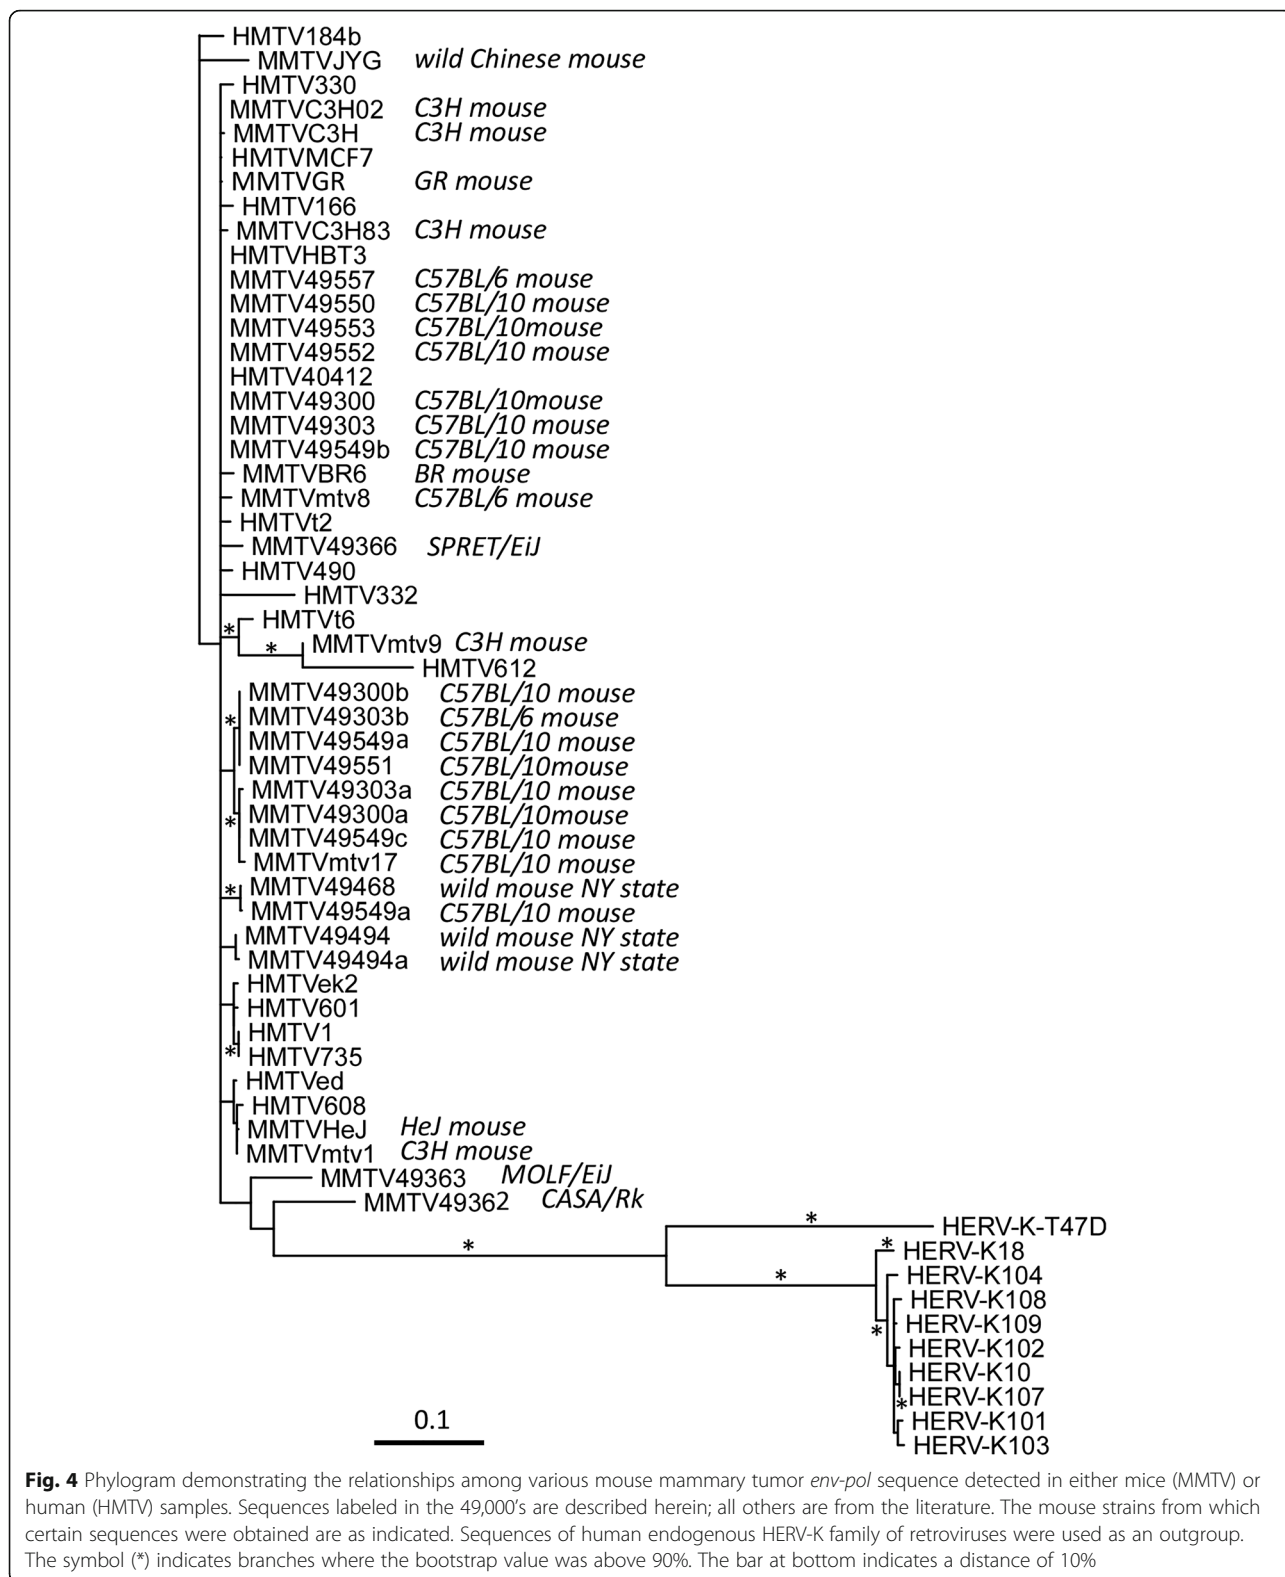 HMTV184b
MMTVJYG wild Chinese mouse
HMTV330
MMTVC3H02 C3H mouse
MMTVC3H C3H mouse
HMTVMCF7
MMTVGR GR mouse
HMTV166
MMTVC3H83 C3H mouse
HMTVHBT3
MMTV49557 C57BL/6 mouse
MMTV49550 C57BL/10 mouse
MMTV49553 C57BL/10mouse
MMTV49552 C57BL/10 mouse
HMTV40412
MMTV49300 C57BL/10mouse
MMTV49303 C57BL/10 mouse
MMTV49549b C57BL/10 mouse
MMTVBR6 BR mouse
MMTVmtv8 C57BL/6 mouse
HMTVt2
MMTV49366 SPRET/EiJ
HMTV490
HMTV332
HMTVt6
*
MMTVmtv9 C3H mouse
*
HMTV612
MMTV49300b C57BL/10 mouse
* MMTV49303b C57BL/6 mouse
MMTV49549a C57BL/10 mouse
MMTV49551 C57BL/10mouse
MMTV49303a C57BL/10 mouse
* MMTV49300a C57BL/10mouse
MMTV49549c C57BL/10 mouse
MMTVmtv17 C57BL/10 mouse
* MMTV49468 wild mouse NY state
MMTV49549a C57BL/10 mouse
MMTV49494 wild mouse NY state
MMTV49494a wild mouse NY state
HMTVek2
HMTV601
HMTV1
* HMTV735
HMTVed
HMTV608
MMTVHeJ HeJ mouse
MMTVmtv1 C3H mouse
MMTV49363 MOLF/EiJ
MMTV49362 CASA/Rk
* HERV-K-T47D
* * HERV-K18
* HERV-K104
HERV-K108
* HERV-K109
HERV-K102
HERV-K10
* HERV-K107
HERV-K101
HERV-K103
0.1
Fig. 4 Phylogram demonstrating the relationships among various mouse mammary tumor env-pol sequence detected in either mice (MMTV) or
human (HMTV) samples. Sequences labeled in the 49,000's are described herein; all others are from the literature. The mouse strains from which
certain sequences were obtained are as indicated. Sequences of human endogenous HERV-K family of retroviruses were used as an outgroup.
The symbol (*) indicates branches where the bootstrap value was above 90%. The bar at bottom indicates a distance of 10%